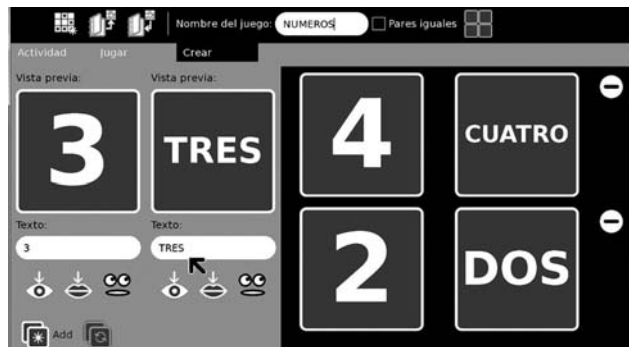 Nombre del juego: NUMEROS Pares iguales
Actividad Jugar Crear
Vista previa: Vista previa:
3 TRES
4 CUATRO
Texto: Texto:
3 TRES
2 DOS
Add